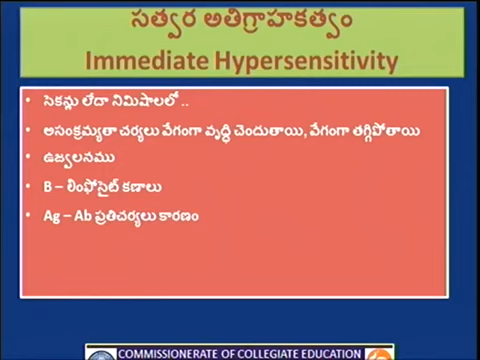 సత్వర అతిగ్రాహకత్వం
Immediate Hypersensitivity
• సెకన్లు లేదా నిమిషాలలో ..
• అసంక్రమ్యతా చర్యలు వేగంగా వృద్ధి చెందుతాయి, వేగంగా తగ్గిపోతాయి
• ఉజ్వలనము
• B – లింఫోసైట్ కణాలు
• Ag – Ab ప్రతిచర్యలు కారణం
COMMISSIONERATE OF COLLEGIATE EDUCATION